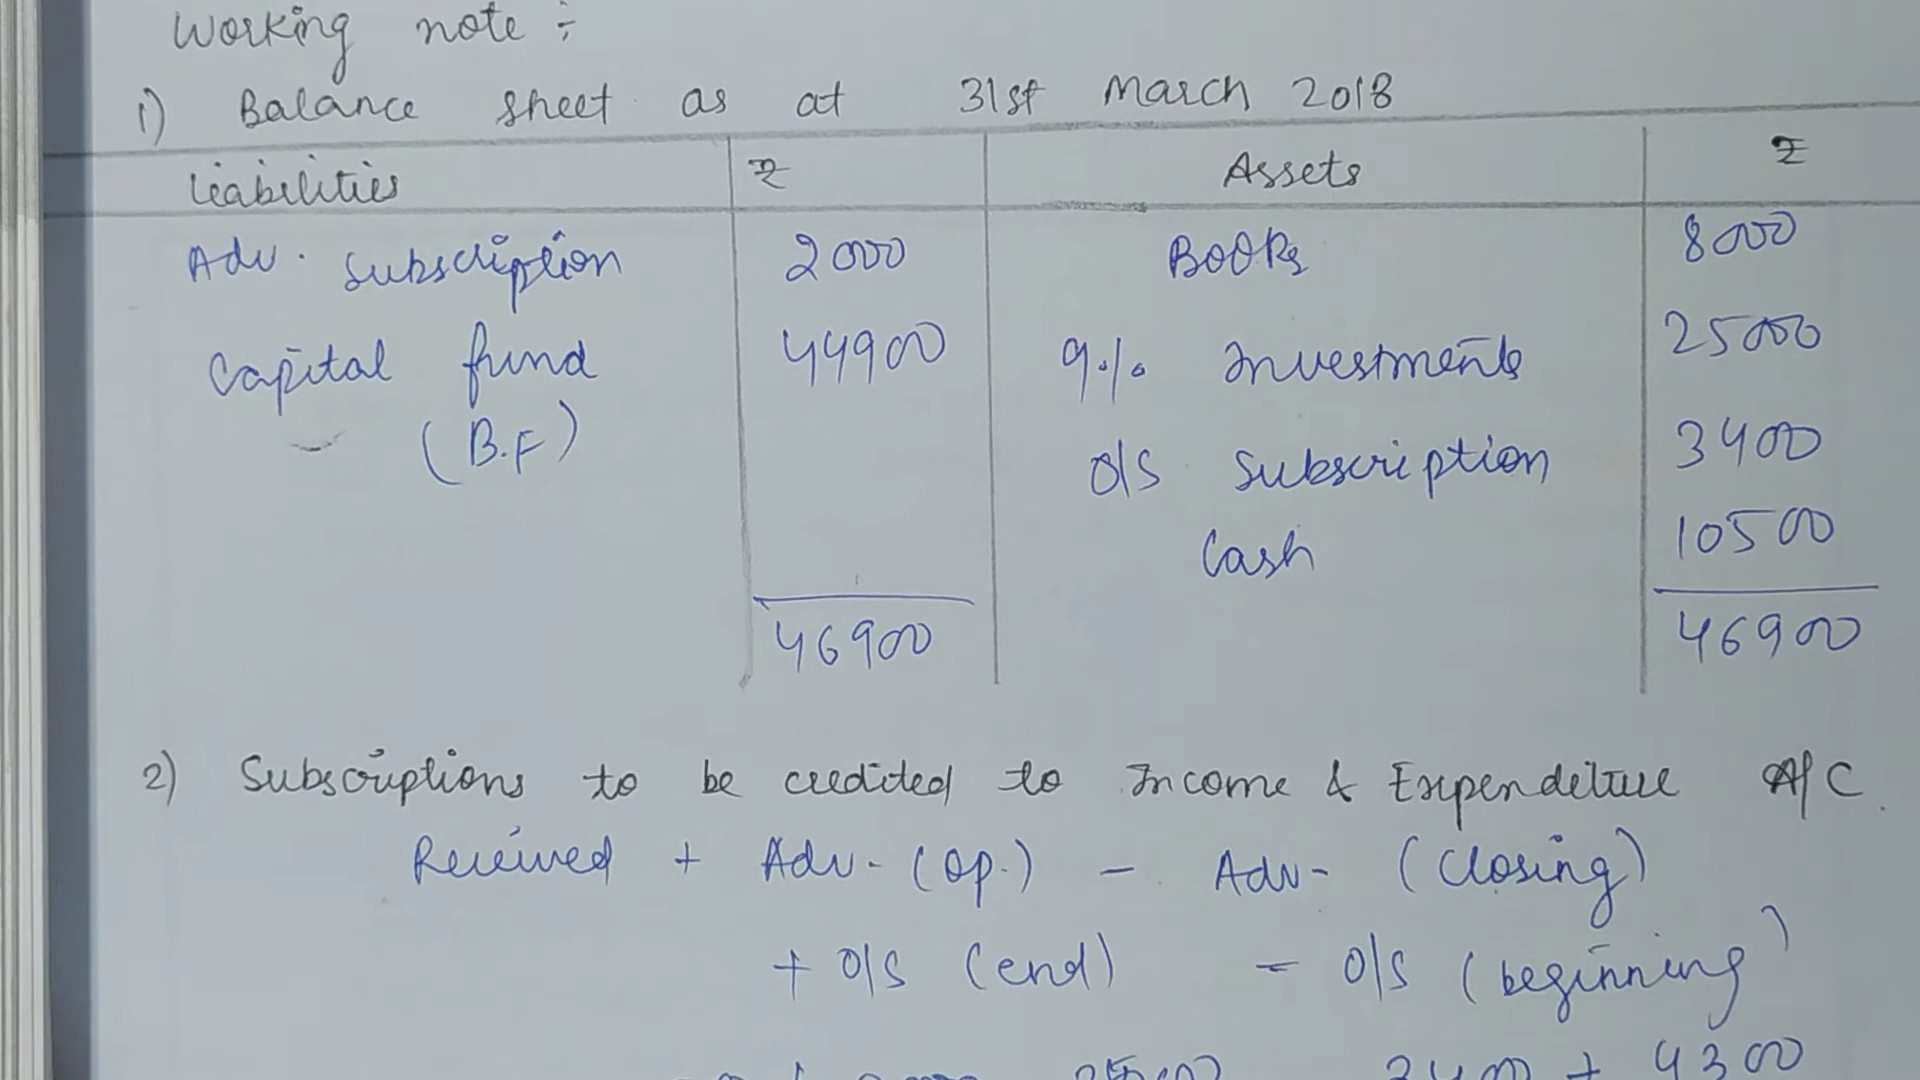 Working note :-
1) Balance sheet as at 31st March 2018
Liabilities ₹ Assets ₹
Adv. Subscription 2000 Books 8000
Capital fund 44900 9% Investments 25000
(B.F) O/S Subscription 3400
Cash 10500
46900 46900
2) Subscriptions to be credited to Income & Expenditure A/C.
Received + Adv- (op.) - Adv- (Closing)
+ O/S (end) - O/S (beginning)
3400 + 4300